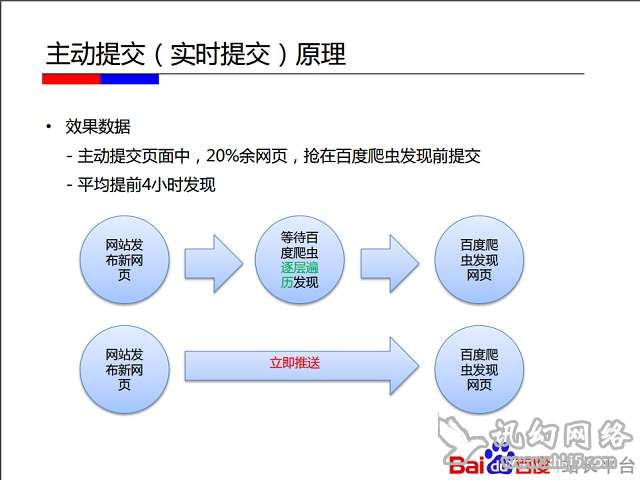 主动提交（实时提交）原理
• 效果数据
- 主动提交页面中，20%余网页，抢在百度爬虫发现前提交
- 平均提前4小时发现
网站发
布新网
页
等待百
度爬虫
逐层遍
历发现
百度爬
虫发现
网页
网站发
布新网
页
立即推送
百度爬
虫发现
网页
讯幻网络
Bai du 百度 站长平台